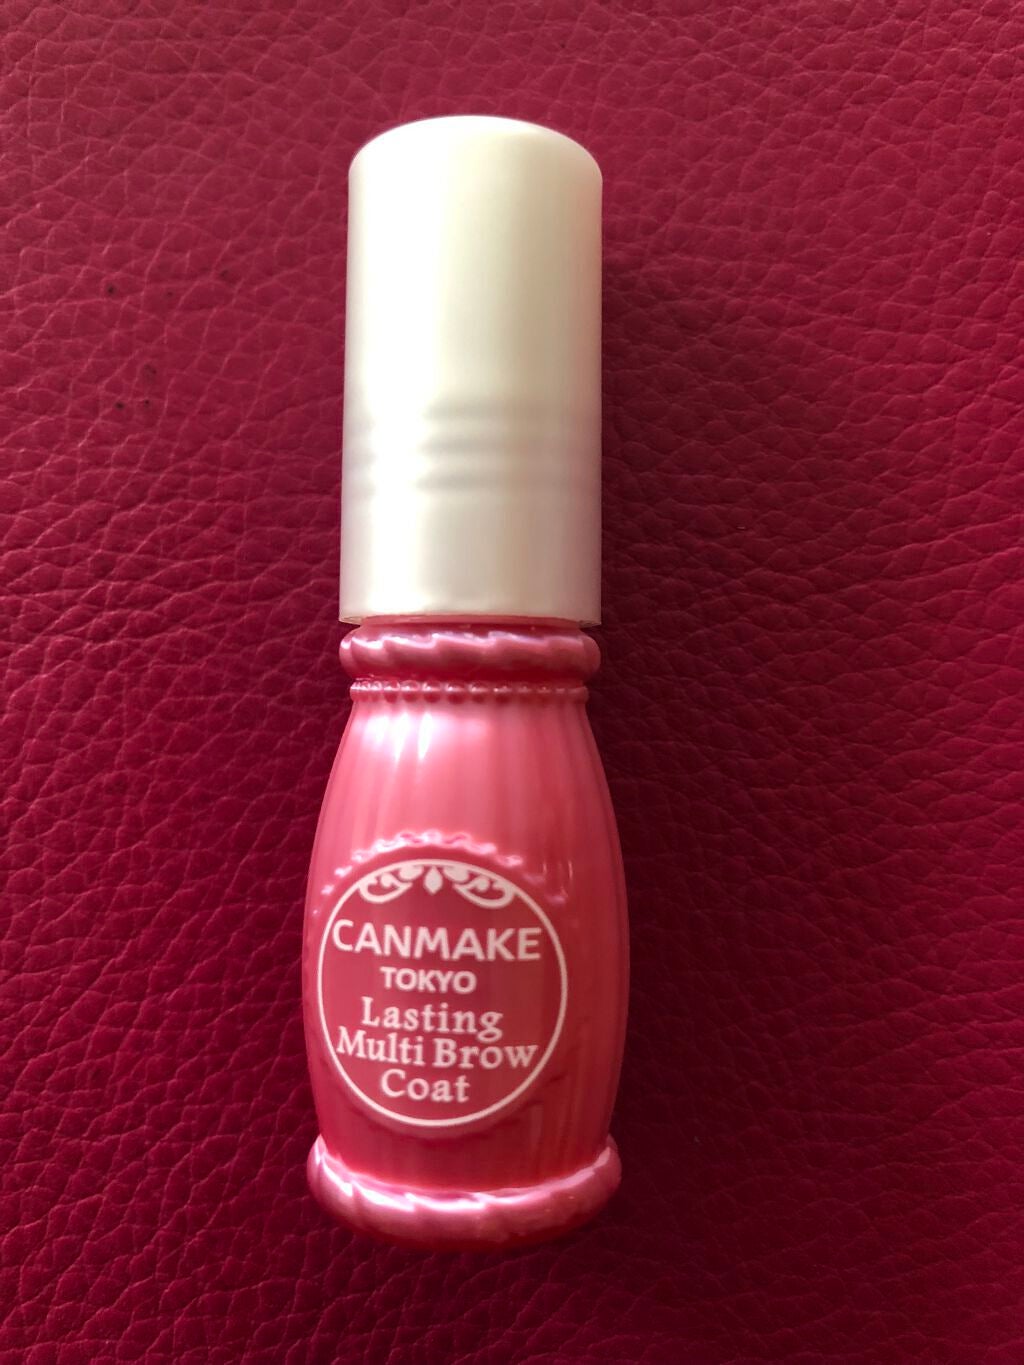 CANMAKE
TOKYO
Lasting
Multi Brow
Coat